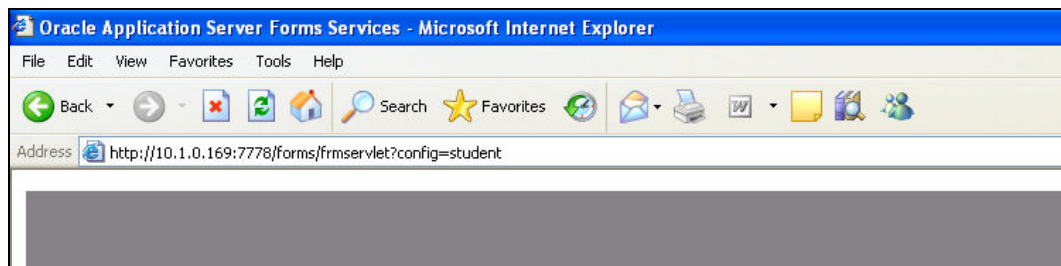 Oracle Application Server Forms Services - Microsoft Internet Explorer
File Edit View Favorites Tools Help
Back Search Favorites W
Address http://10.1.0.169:7778/forms/frmservlet?config=student